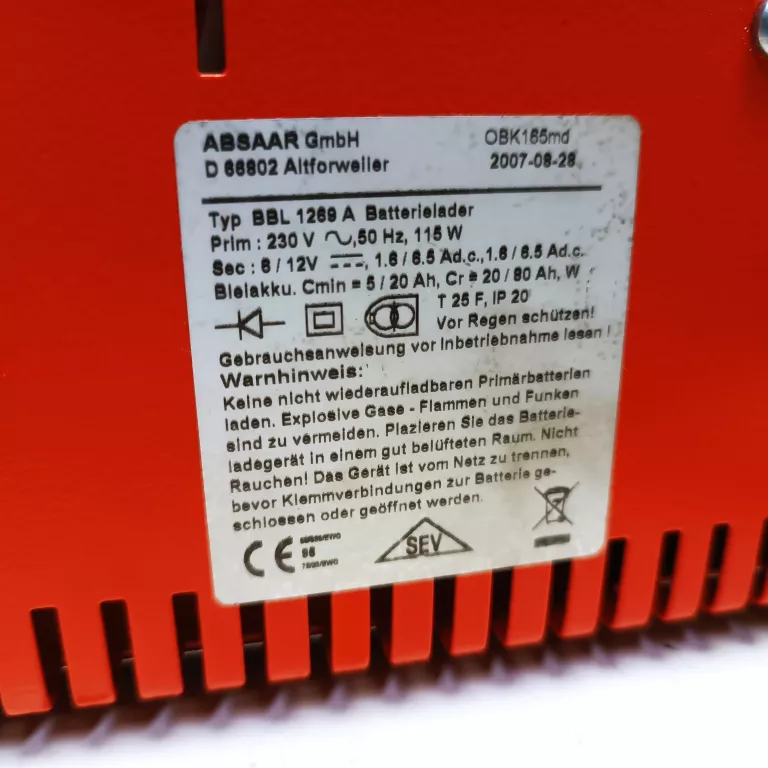 ABSAAR GmbH OBK165md
D 66802 Altforweiler 2007-08-28
Typ BBL 1269 A Batterielader
Prim : 230 V ~, 50 Hz, 115 W
Sec : 6 / 12V ⎓, 1.6 / 6.5 Ad.c., 1.6 / 6.5 Ad.c.
Bleiakku. Cmin = 5 / 20 Ah, Cr = 20 / 80 Ah, W
T 25 F, IP 20
Vor Regen schützen!
Gebrauchsanweisung vor Inbetriebnahme lesen !
Warnhinweis:
Keine nicht wiederaufladbaren Primärbatterien
laden. Explosive Gase - Flammen und Funken
sind zu vermeiden. Plazieren Sie das Batterie-
ladegerät in einem gut belüfteten Raum. Nicht
Rauchen! Das Gerät ist vom Netz zu trennen,
bevor Klemmverbindungen zur Batterie ge-
schlossen oder geöffnet werden.
CE
98
SEV